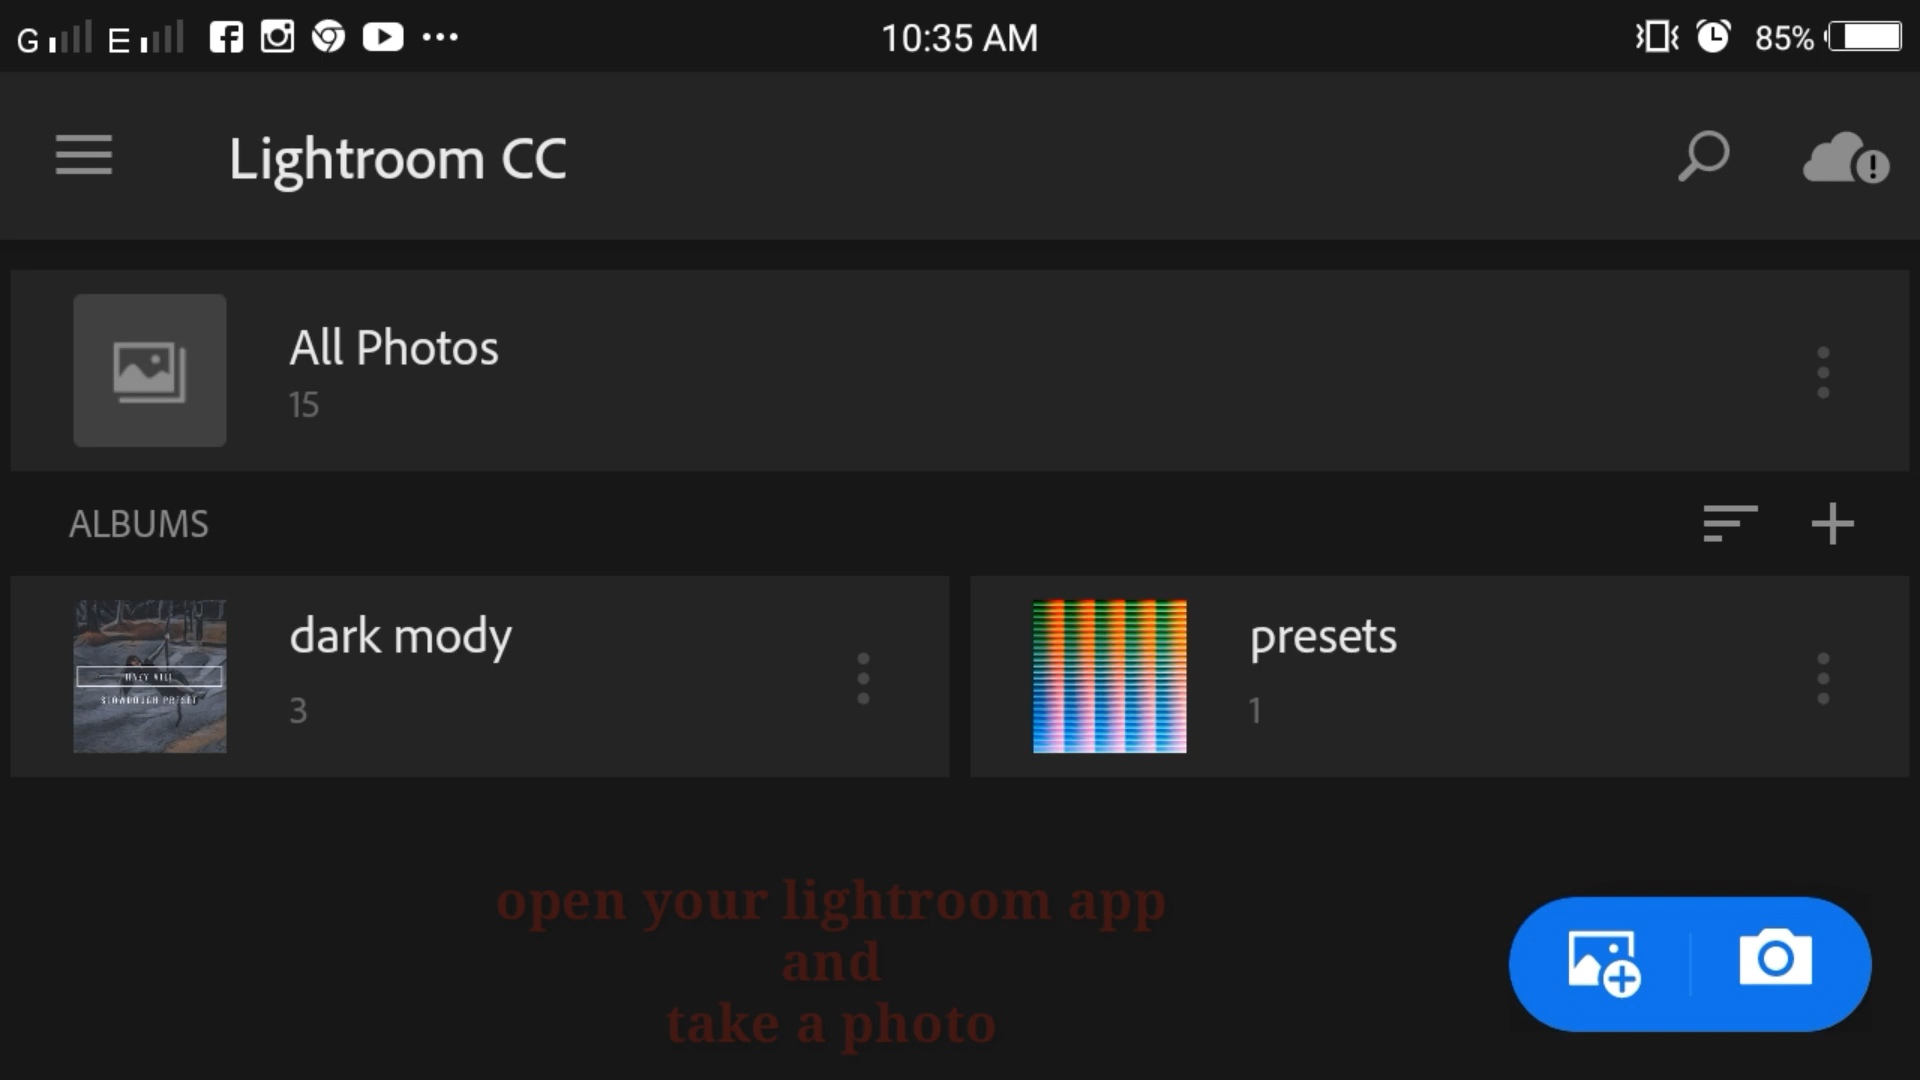 G E 10:35 AM 85%
Lightroom CC
All Photos
15
ALBUMS
dark mody
3
presets
1
open your lightroom app
and
take a photo